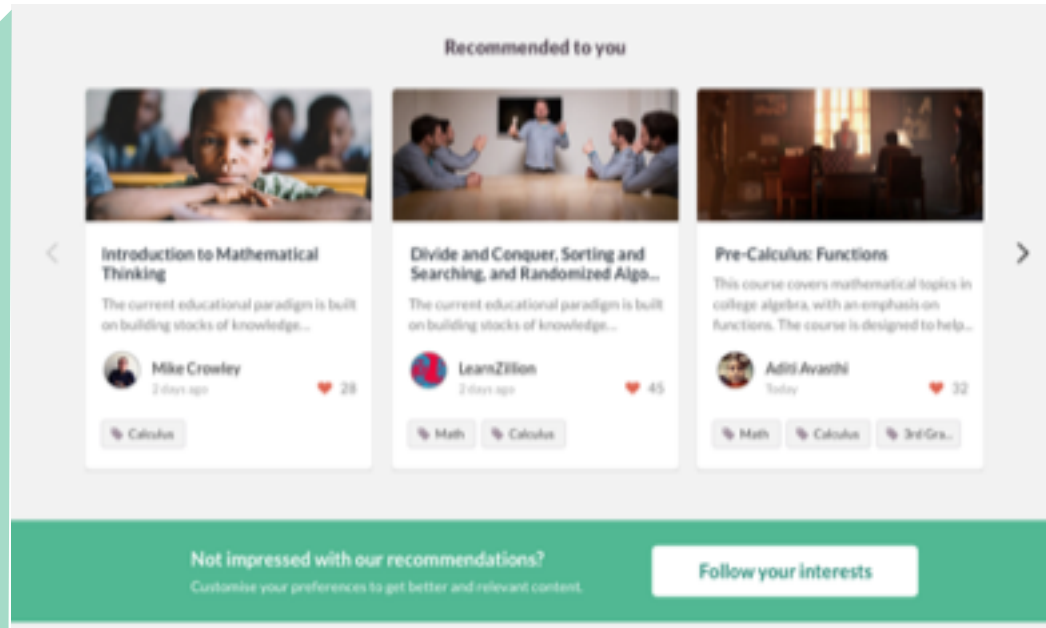 Recommended to you
Introduction to Mathematical
Thinking
The current educational paradigm is built
on building stocks of knowledge...
Mike Crowley
2 days ago
28
Calculus
Divide and Conquer, Sorting and
Searching, and Randomized Algo...
The current educational paradigm is built
on building stocks of knowledge...
LearnZillion
2 days ago
45
Math
Calculus
Pre-Calculus: Functions
This course covers mathematical topics in
college algebra, with an emphasis on
functions. The course is designed to help...
Aditi Avasthi
Today
32
Math
Calculus
3rd Gra...
Not impressed with our recommendations?
Customise your preferences to get better and relevant content.
Follow your interests